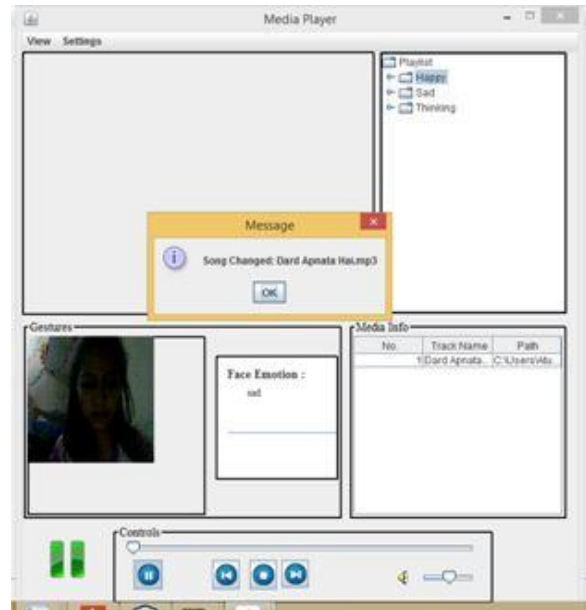 Media Player
View Settings
Playlist
Happy
Sad
Thinking
Message
Song Changed: Dard Apnata Hai.mp3
OK
Gestures
Face Emotion :
sad
Media Info
No. Track Name Path
1 Dard Apnata... C:\Users\
Controls